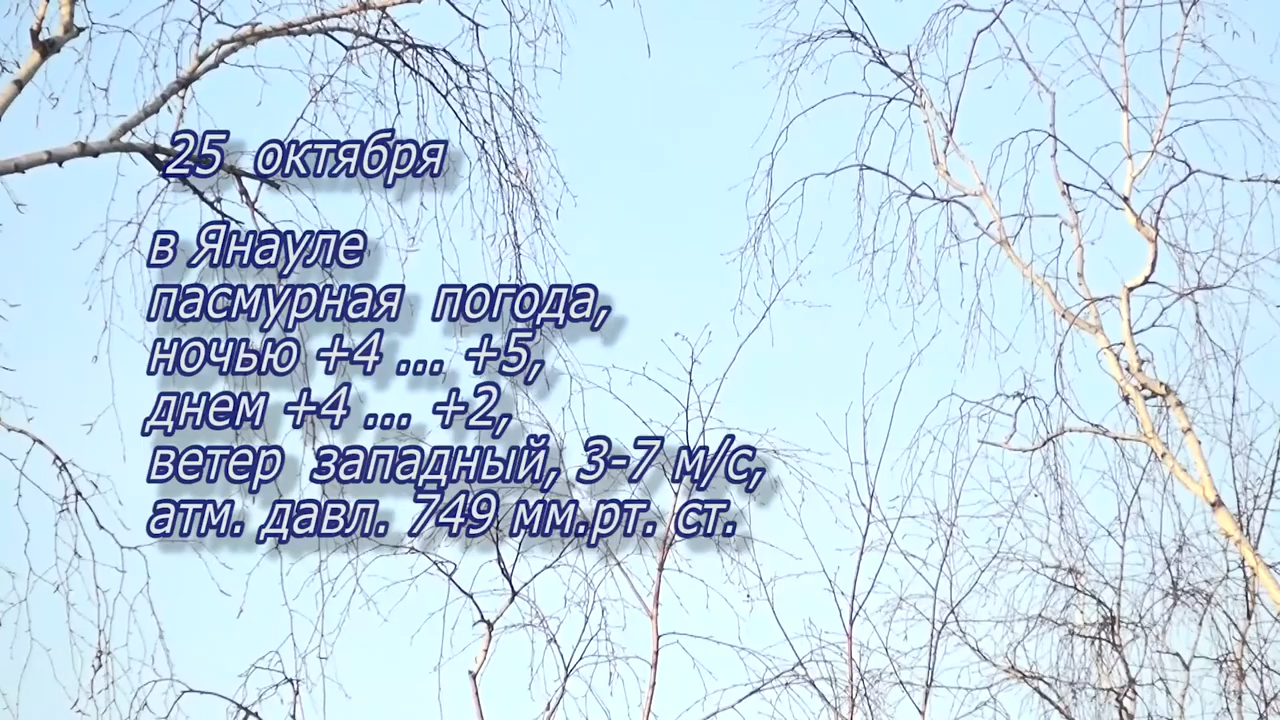 25 октября
в Янауле
пасмурная погода,
ночью +4 ... +5,
днем +4 ... +2,
ветер западный, 3-7 м/с,
атм. давл. 749 мм.рт. ст.